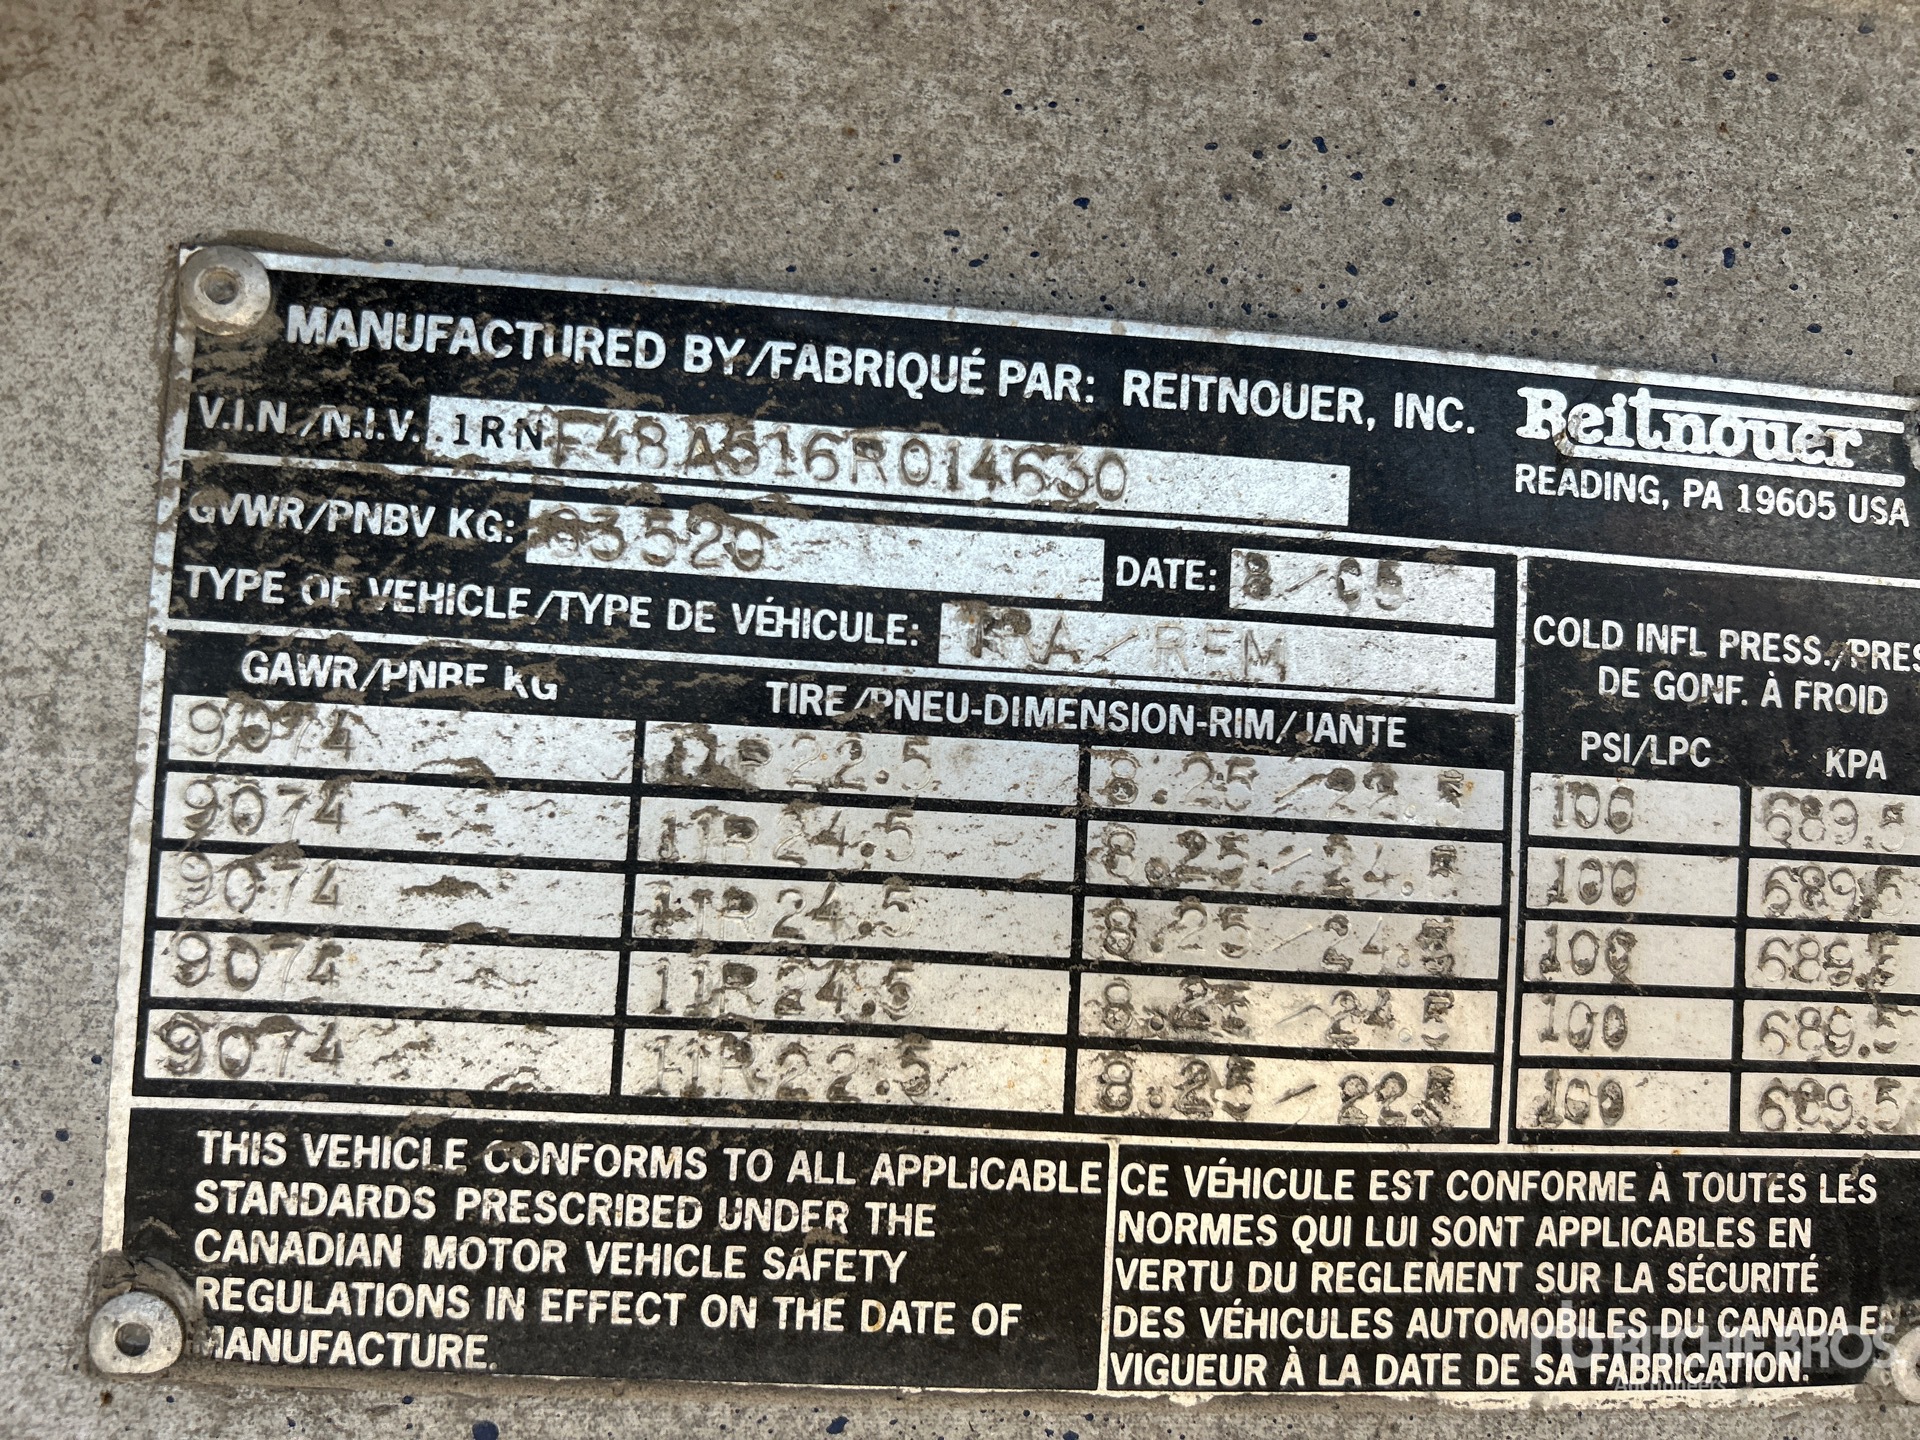 MANUFACTURED BY/FABRIQUÉ PAR: REITNOUER, INC.
Reitnouer
READING, PA 19605 USA
V.I.N./N.I.V. 1RNF48A516R014630
GVWR/PNBV KG: 63520 DATE: 8/05
TYPE OF VEHICLE/TYPE DE VÉHICULE: TRA/REM
GAWR/PNBE KG TIRE/PNEU-DIMENSION-RIM/JANTE
COLD INFL PRESS./PRES
DE GONF. À FROID
PSI/LPC KPA
9074 11R22.5 8.25/22.5 100 689.5
9074 11R24.5 8.25/24.5 100 689.5
9074 11R24.5 8.25/24.5 100 689.5
9074 11R24.5 8.25/24.5 100 689.5
9074 11R22.5 8.25/22.5 100 689.5
THIS VEHICLE CONFORMS TO ALL APPLICABLE
STANDARDS PRESCRIBED UNDER THE
CANADIAN MOTOR VEHICLE SAFETY
REGULATIONS IN EFFECT ON THE DATE OF
MANUFACTURE.
CE VÉHICULE EST CONFORME À TOUTES LES
NORMES QUI LUI SONT APPLICABLES EN
VERTU DU REGLEMENT SUR LA SÉCURITÉ
DES VÉHICULES AUTOMOBILES DU CANADA E
VIGUEUR À LA DATE DE SA FABRICATION.
RITCHIE BROS
Auctioneers